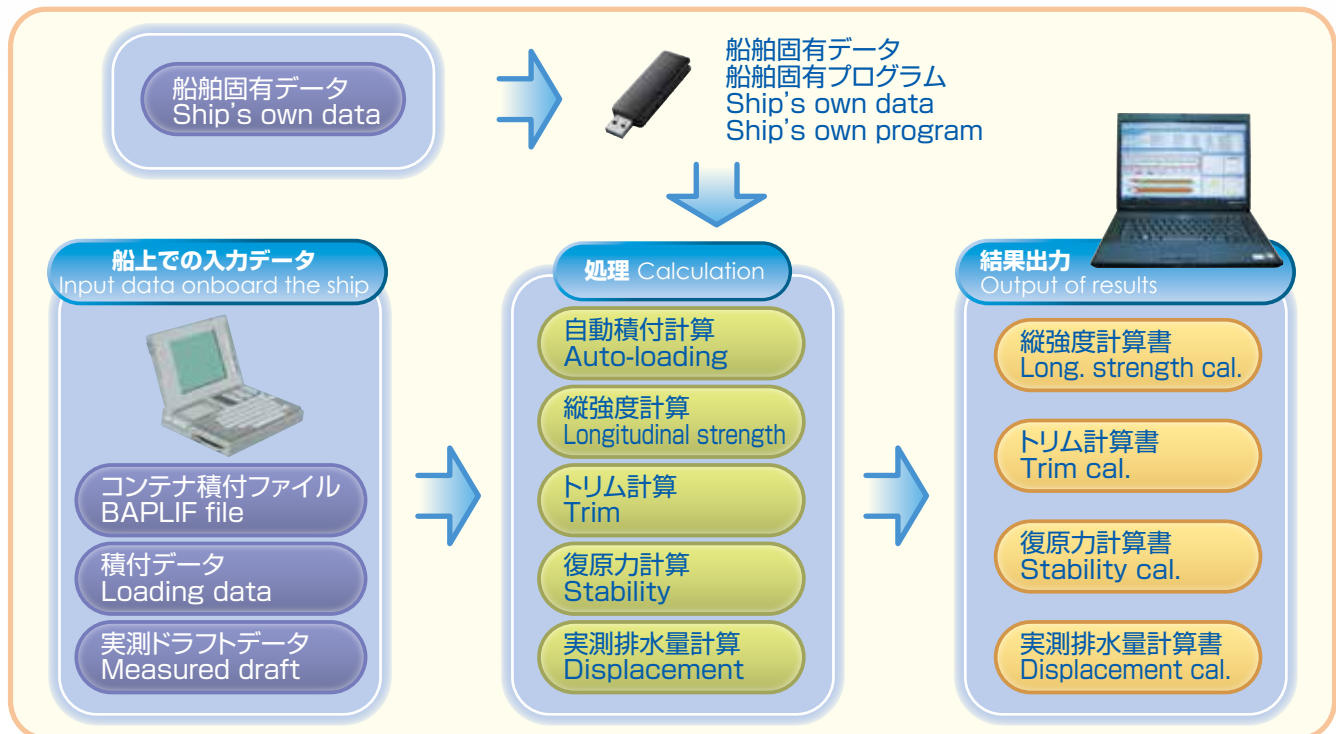 船舶固有データ
Ship's own data
船舶固有データ
船舶固有プログラム
Ship's own data
Ship's own program
船上での入力データ
Input data onboard the ship
コンテナ積付ファイル
BAPLIF file
積付データ
Loading data
実測ドラフトデータ
Measured draft
処理 Calculation
自動積付計算
Auto-loading
縦強度計算
Longitudinal strength
トリム計算
Trim
復原力計算
Stability
実測排水量計算
Displacement
結果出力
Output of results
縦強度計算書
Long. strength cal.
トリム計算書
Trim cal.
復原力計算書
Stability cal.
実測排水量計算書
Displacement cal.